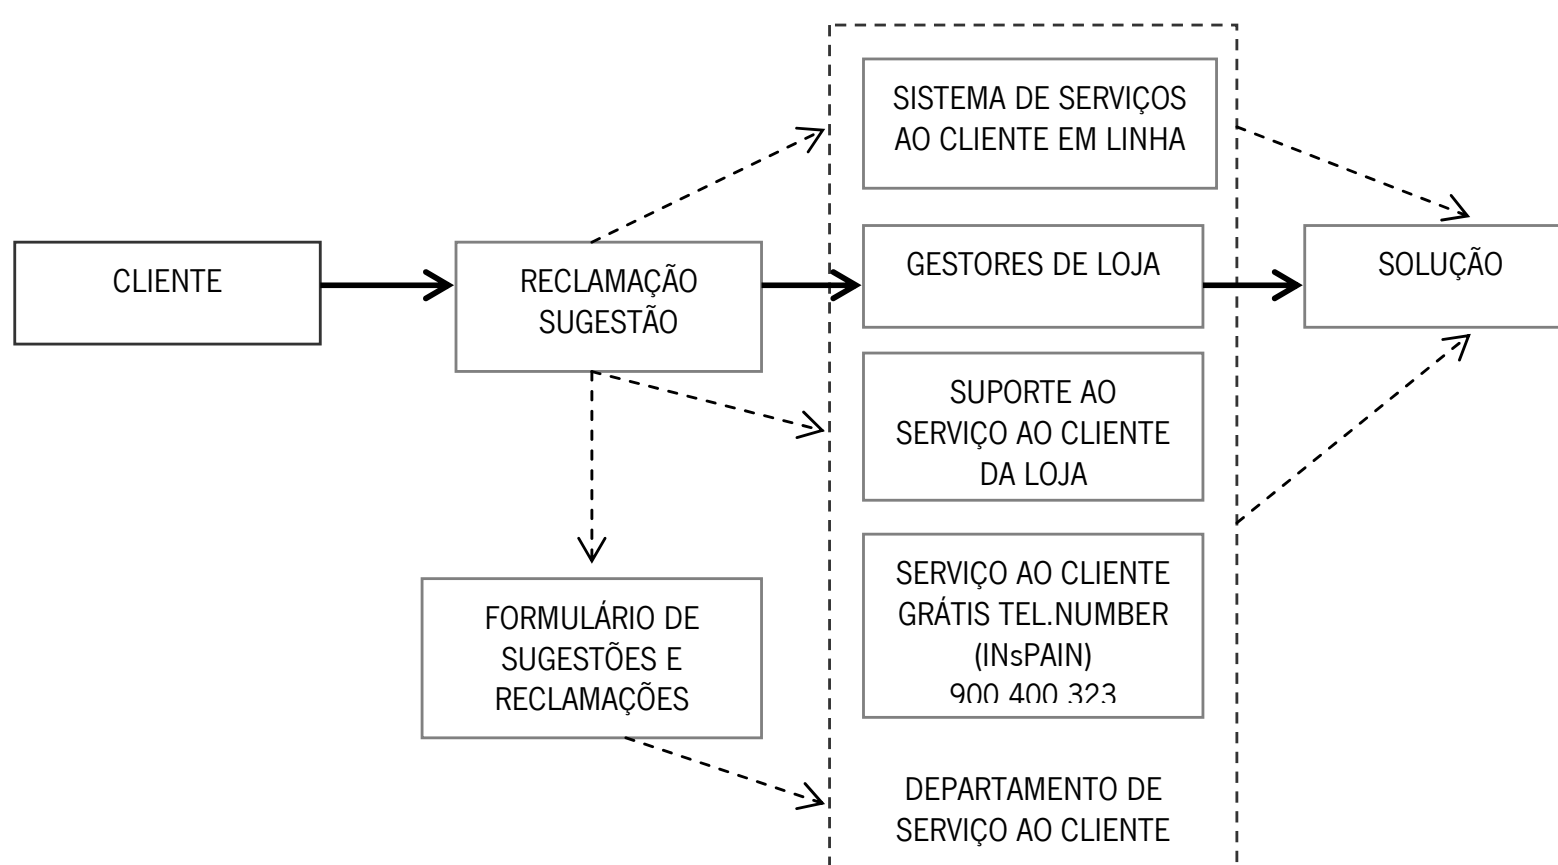 CLIENTE
RECLAMAÇÃO
SUGESTÃO
FORMULÁRIO DE
SUGESTÕES E
RECLAMAÇÕES
SISTEMA DE SERVIÇOS
AO CLIENTE EM LINHA
GESTORES DE LOJA
SUPORTE AO
SERVIÇO AO CLIENTE
DA LOJA
SERVIÇO AO CLIENTE
GRÁTIS TEL.NUMBER
(INsPAIN)
900 400 323
DEPARTAMENTO DE
SERVIÇO AO CLIENTE
SOLUÇÃO